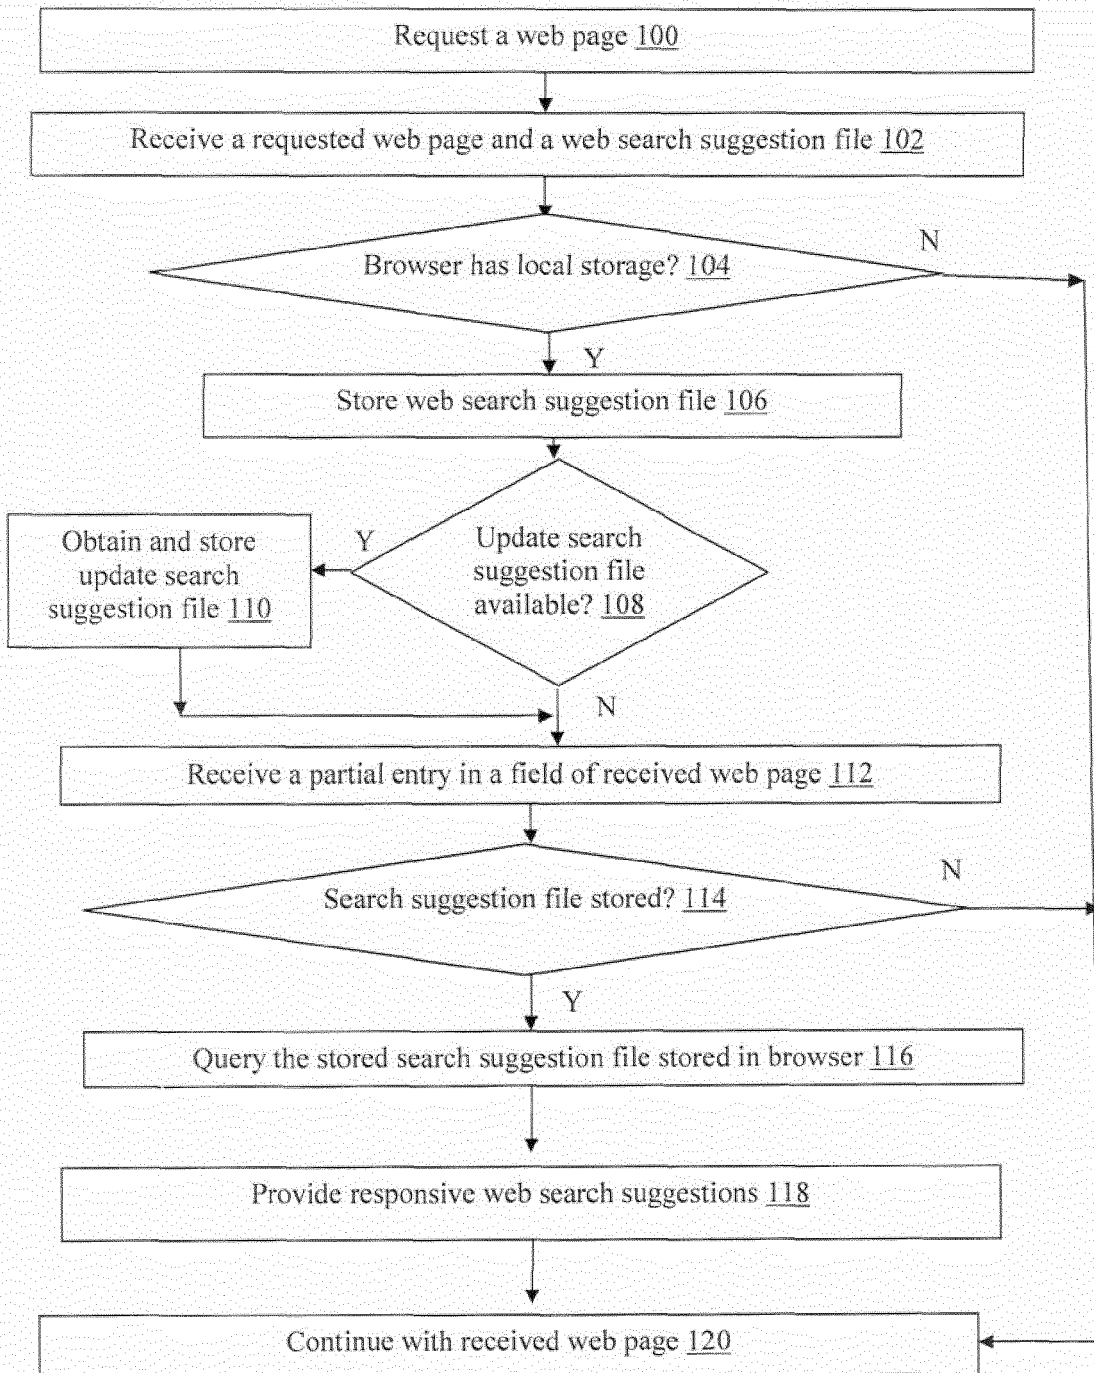 Request a web page 100
Receive a requested web page and a web search suggestion file 102
N
Browser has local storage? 104
Y
Store web search suggestion file 106
Y
Obtain and store
update search
suggestion file 110
Update search
suggestion file
available? 108
N
Receive a partial entry in a field of received web page 112
N
Search suggestion file stored? 114
Y
Query the stored search suggestion file stored in browser 116
Provide responsive web search suggestions 118
Continue with received web page 120